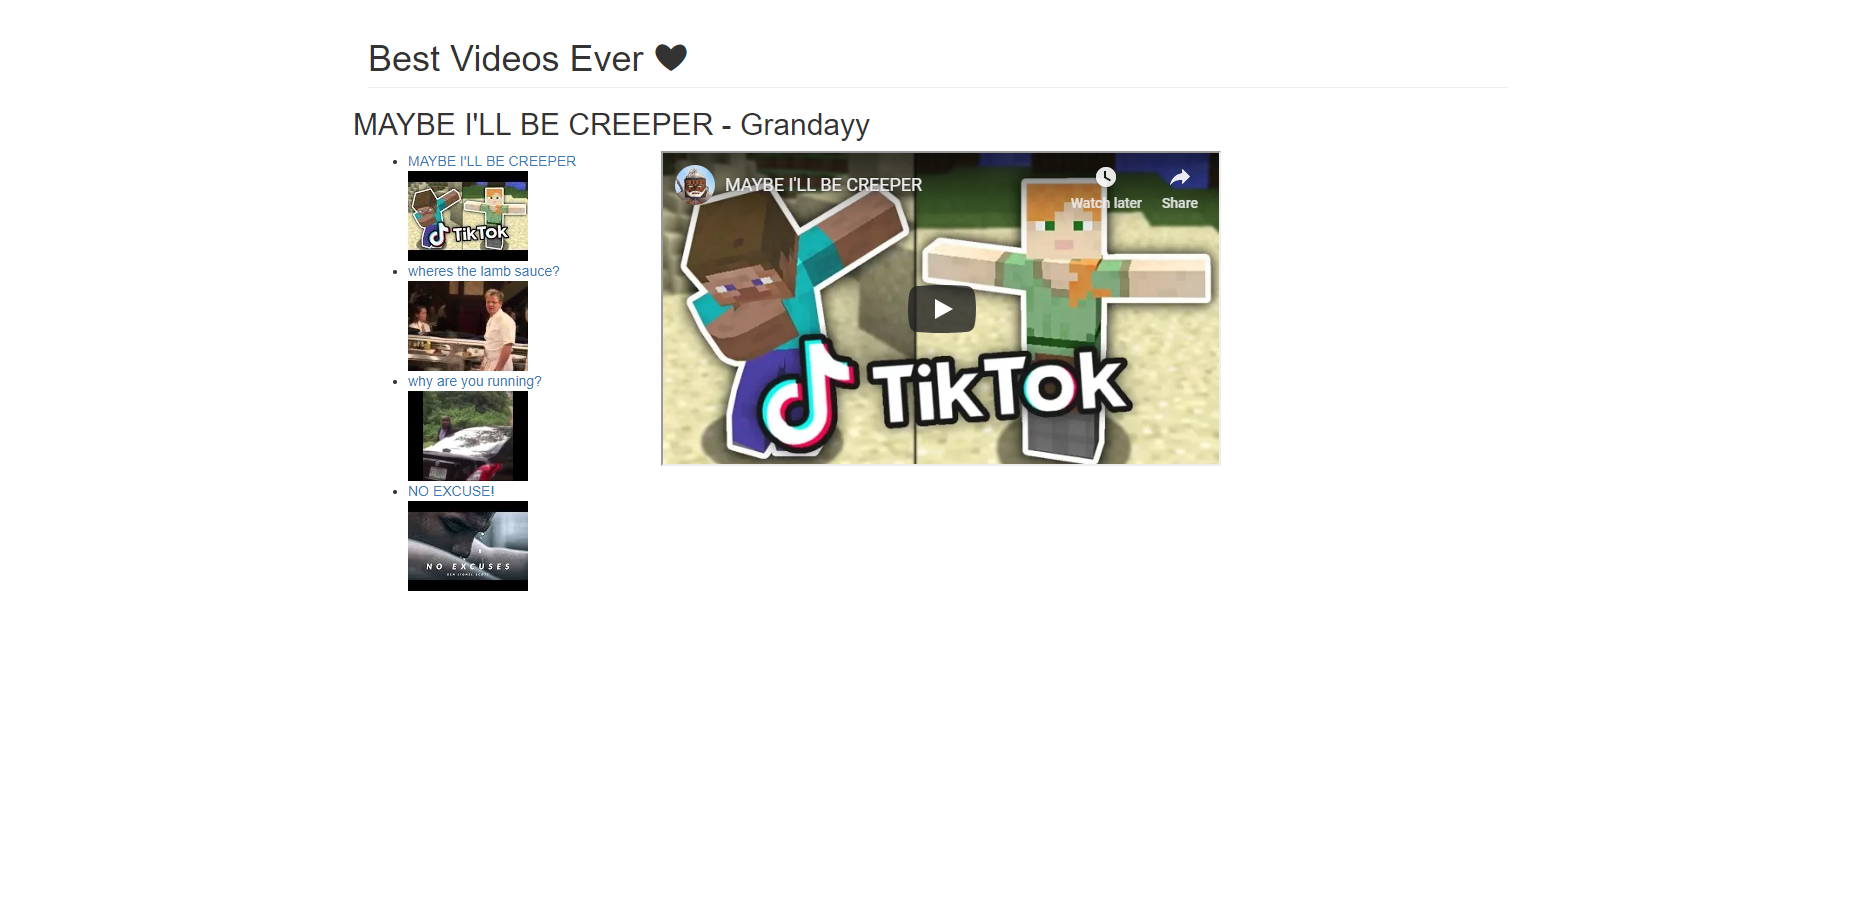 Best Videos Ever
MAYBE I'LL BE CREEPER - Grandayy
MAYBE I'LL BE CREEPER
TikTok
wheres the lamb sauce?
why are you running?
NO EXCUSE!
NO EXCUSES
MAYBE I'LL BE CREEPER
Watch later
Share
TikTok